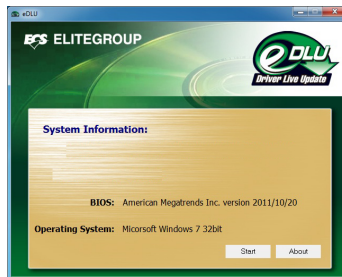 eDLU
ECS ELITEGROUP
eDLU
Driver Live Update
System Information:
BIOS: American Megatrends Inc. version 2011/10/20
Operating System: Micorsoft Windows 7 32bit
Start About